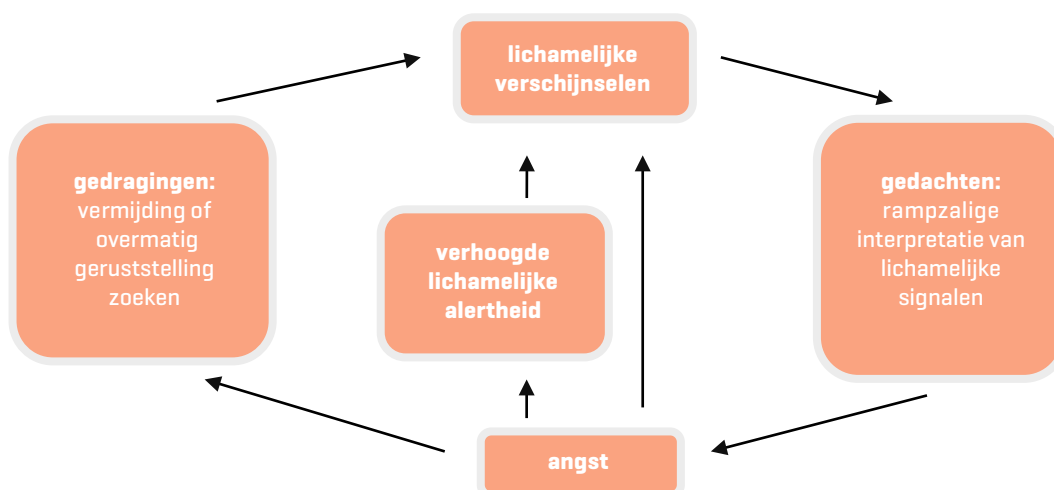 lichamelijke
verschijnselen
gedragingen:
vermijding of
overmatig
geruststelling
zoeken
verhoogde
lichamelijke
alertheid
gedachten:
rampzalige
interpretatie van
lichamelijke
signalen
angst